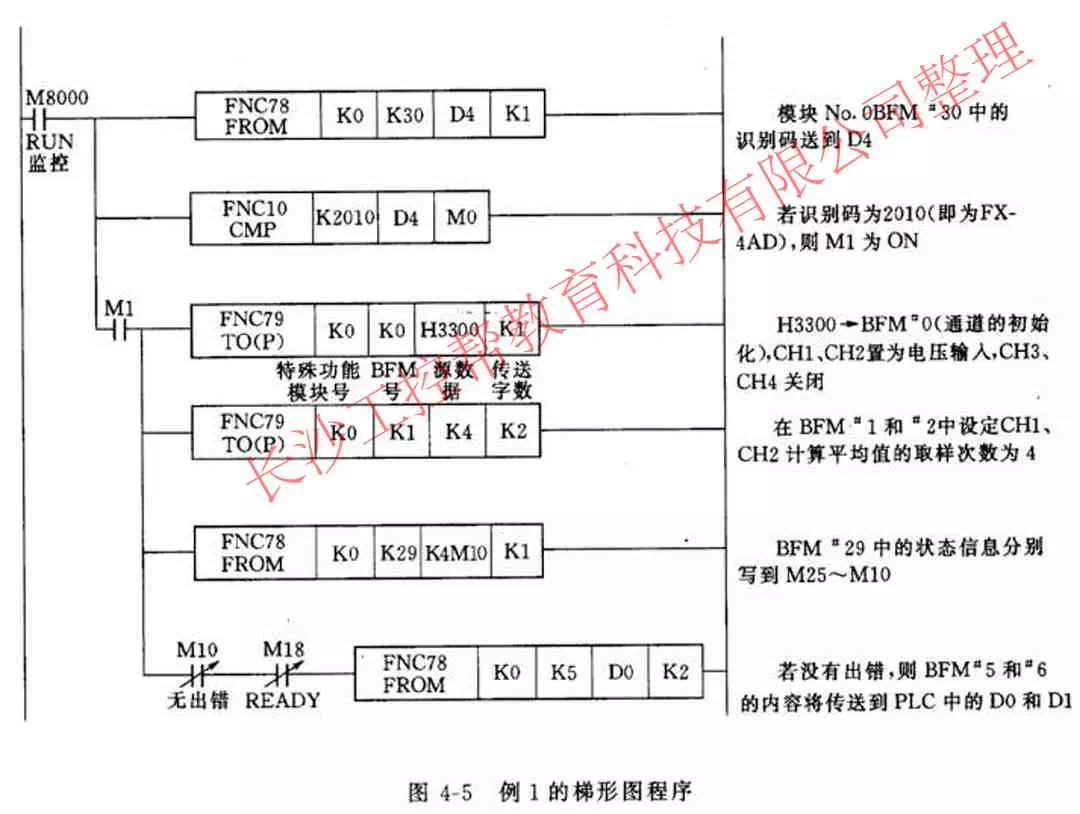 M8000
RUN
监控
FNC78
FROM
K0
K30
D4
K1
模块 No. 0BFM #30 中的
识别码送到 D4
FNC10
CMP
K2010
D4
M0
若识别码为2010(即为FX-
4AD),则 M1 为 ON
M1
FNC79
TO(P)
K0
K0
H3300
K1
特殊功能
模块号
BFM
号
源数
据
传送
字数
H3300→BFM#0(通道的初始
化),CH1、CH2置为电压输入,CH3、
CH4 关闭
FNC79
TO(P)
K0
K1
K4
K2
在 BFM #1 和 #2中设定CH1、
CH2 计算平均值的取样次数为 4
FNC78
FROM
K0
K29
K4M10
K1
BFM #29 中的状态信息分别
写到 M25～M10
M10
无出错
M18
READY
FNC78
FROM
K0
K5
D0
K2
若没有出错,则 BFM#5 和#6
的内容将传送到 PLC 中的 D0 和 D1
图 4-5 例 1 的梯形图程序
长沙工控帮教育科技有限公司整理